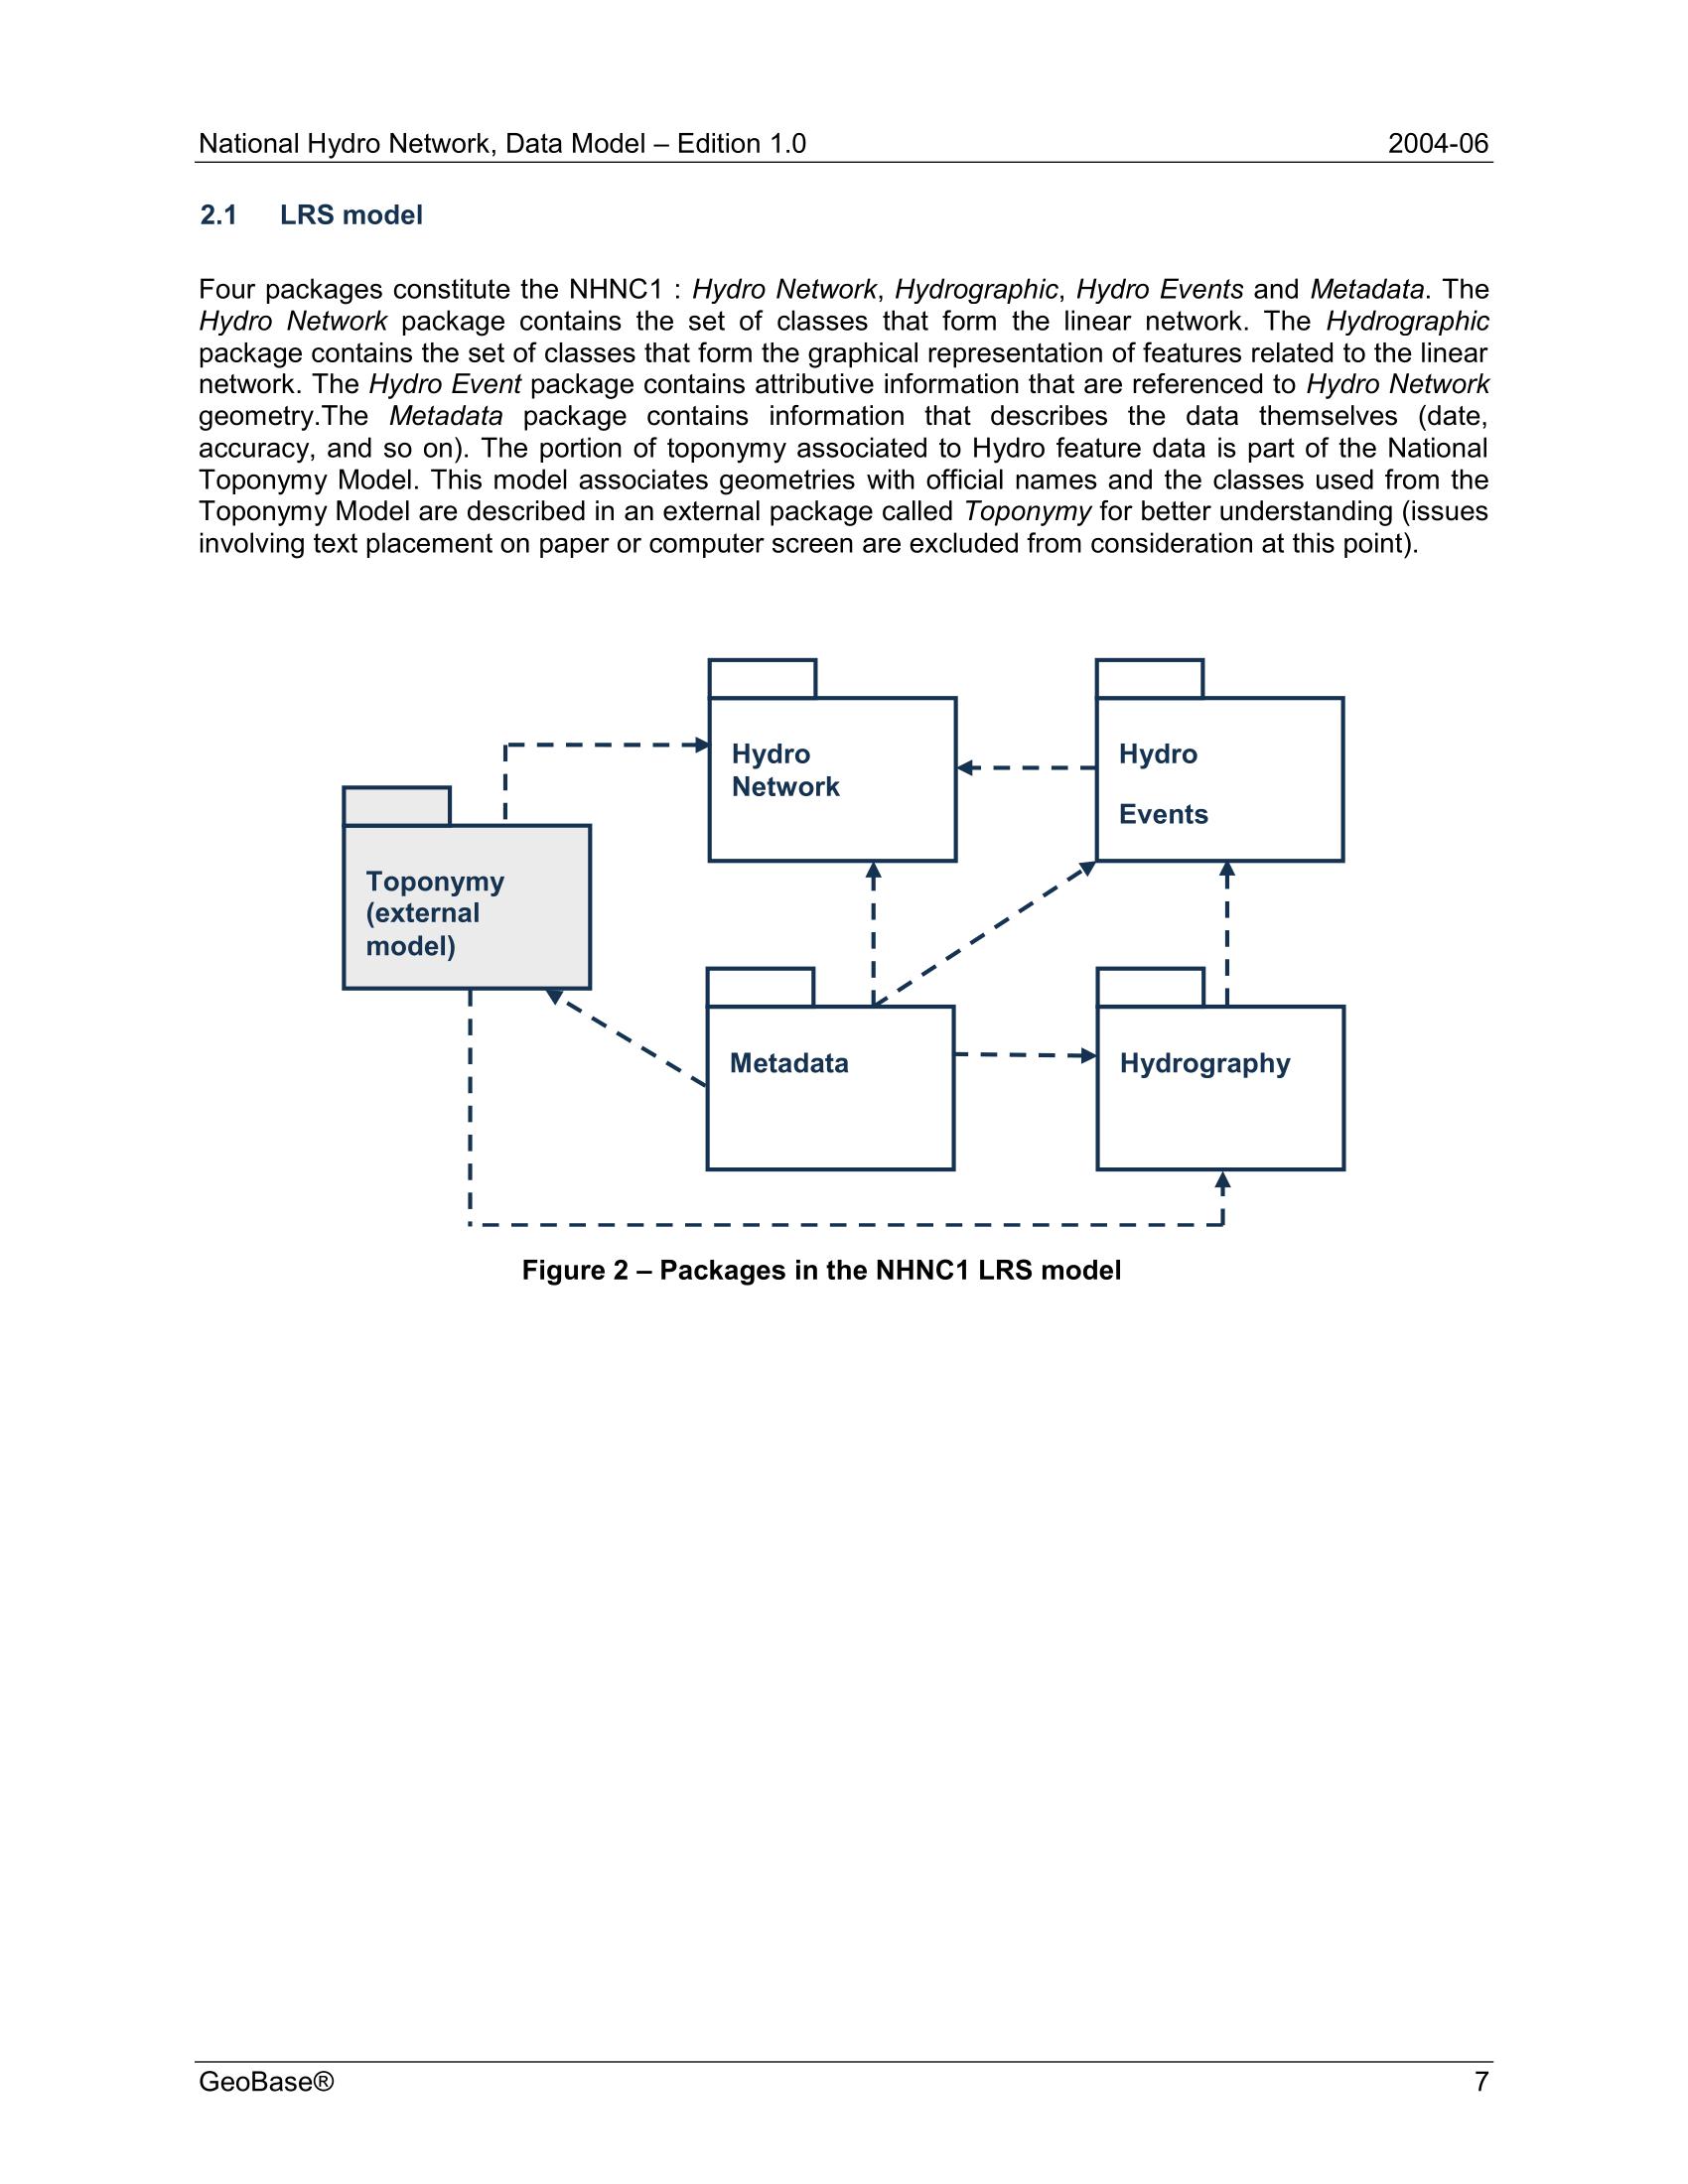 National Hydro Network, Data Model – Edition 1.0 2004-06
2.1 LRS model
Four packages constitute the NHNC1 : Hydro Network, Hydrographic, Hydro Events and Metadata. The
Hydro Network package contains the set of classes that form the linear network. The Hydrographic
package contains the set of classes that form the graphical representation of features related to the linear
network. The Hydro Event package contains attributive information that are referenced to Hydro Network
geometry.The Metadata package contains information that describes the data themselves (date,
accuracy, and so on). The portion of toponymy associated to Hydro feature data is part of the National
Toponymy Model. This model associates geometries with official names and the classes used from the
Toponymy Model are described in an external package called Toponymy for better understanding (issues
involving text placement on paper or computer screen are excluded from consideration at this point).
Hydro
Network
Hydro
Events
Toponymy
(external
model)
Metadata
Hydrography
Figure 2 – Packages in the NHNC1 LRS model
GeoBase® 7